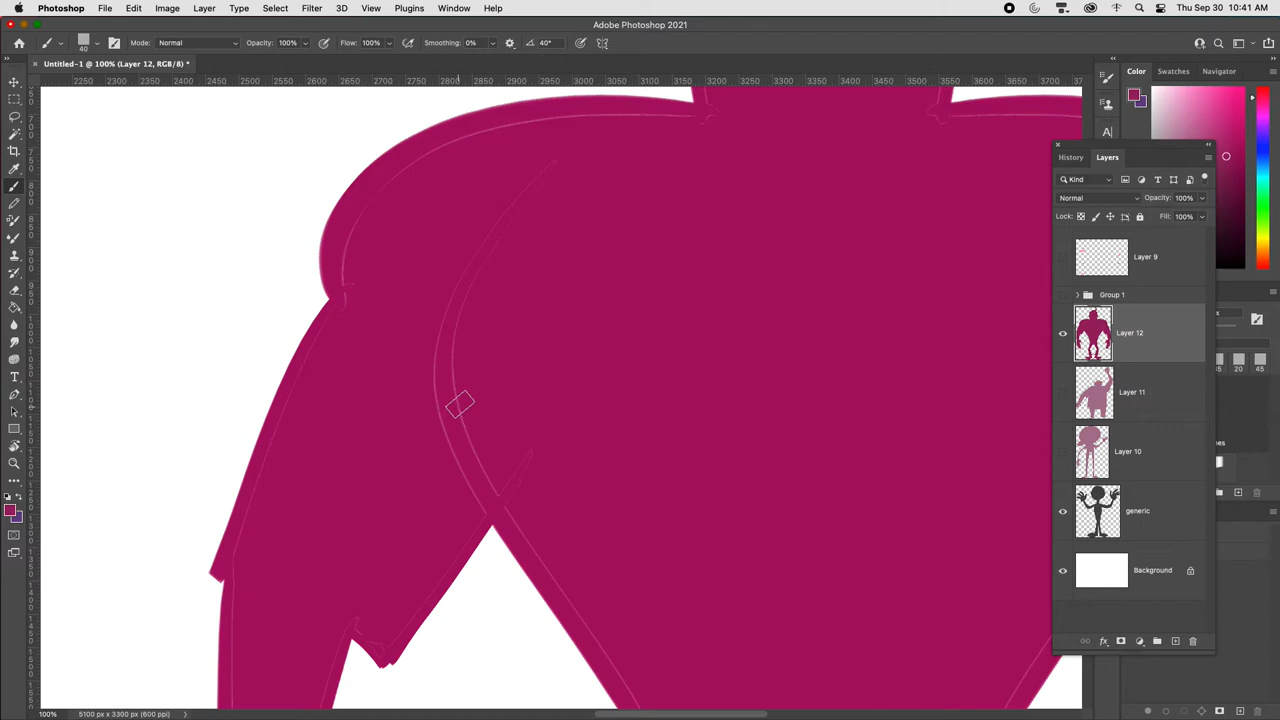 Photoshop File Edit Image Layer Type Select Filter 3D View Plugins Window Help Thu Sep 30 10:41 AM
Adobe Photoshop 2021
40 Mode: Normal Opacity: 100% Flow: 100% Smoothing: 0% 40°
Untitled-1 @ 100% (Layer 12, RGB/8) *
2250 2300 2350 2400 2450 2500 2550 2600 2650 2700 2750 2800 2850 2900 2950 3000 3050 3100 3150 3200 3250 3300 3350 3400 3450 3500 3550 3600 3650 3700
Color Swatches Navigator
History Layers
Kind
Normal Opacity: 100%
Lock: Fill: 100%
Layer 9
Group 1
Layer 12
Layer 11
Layer 10
generic
Background
20 45
100% 5100 px x 3300 px (600 ppi)